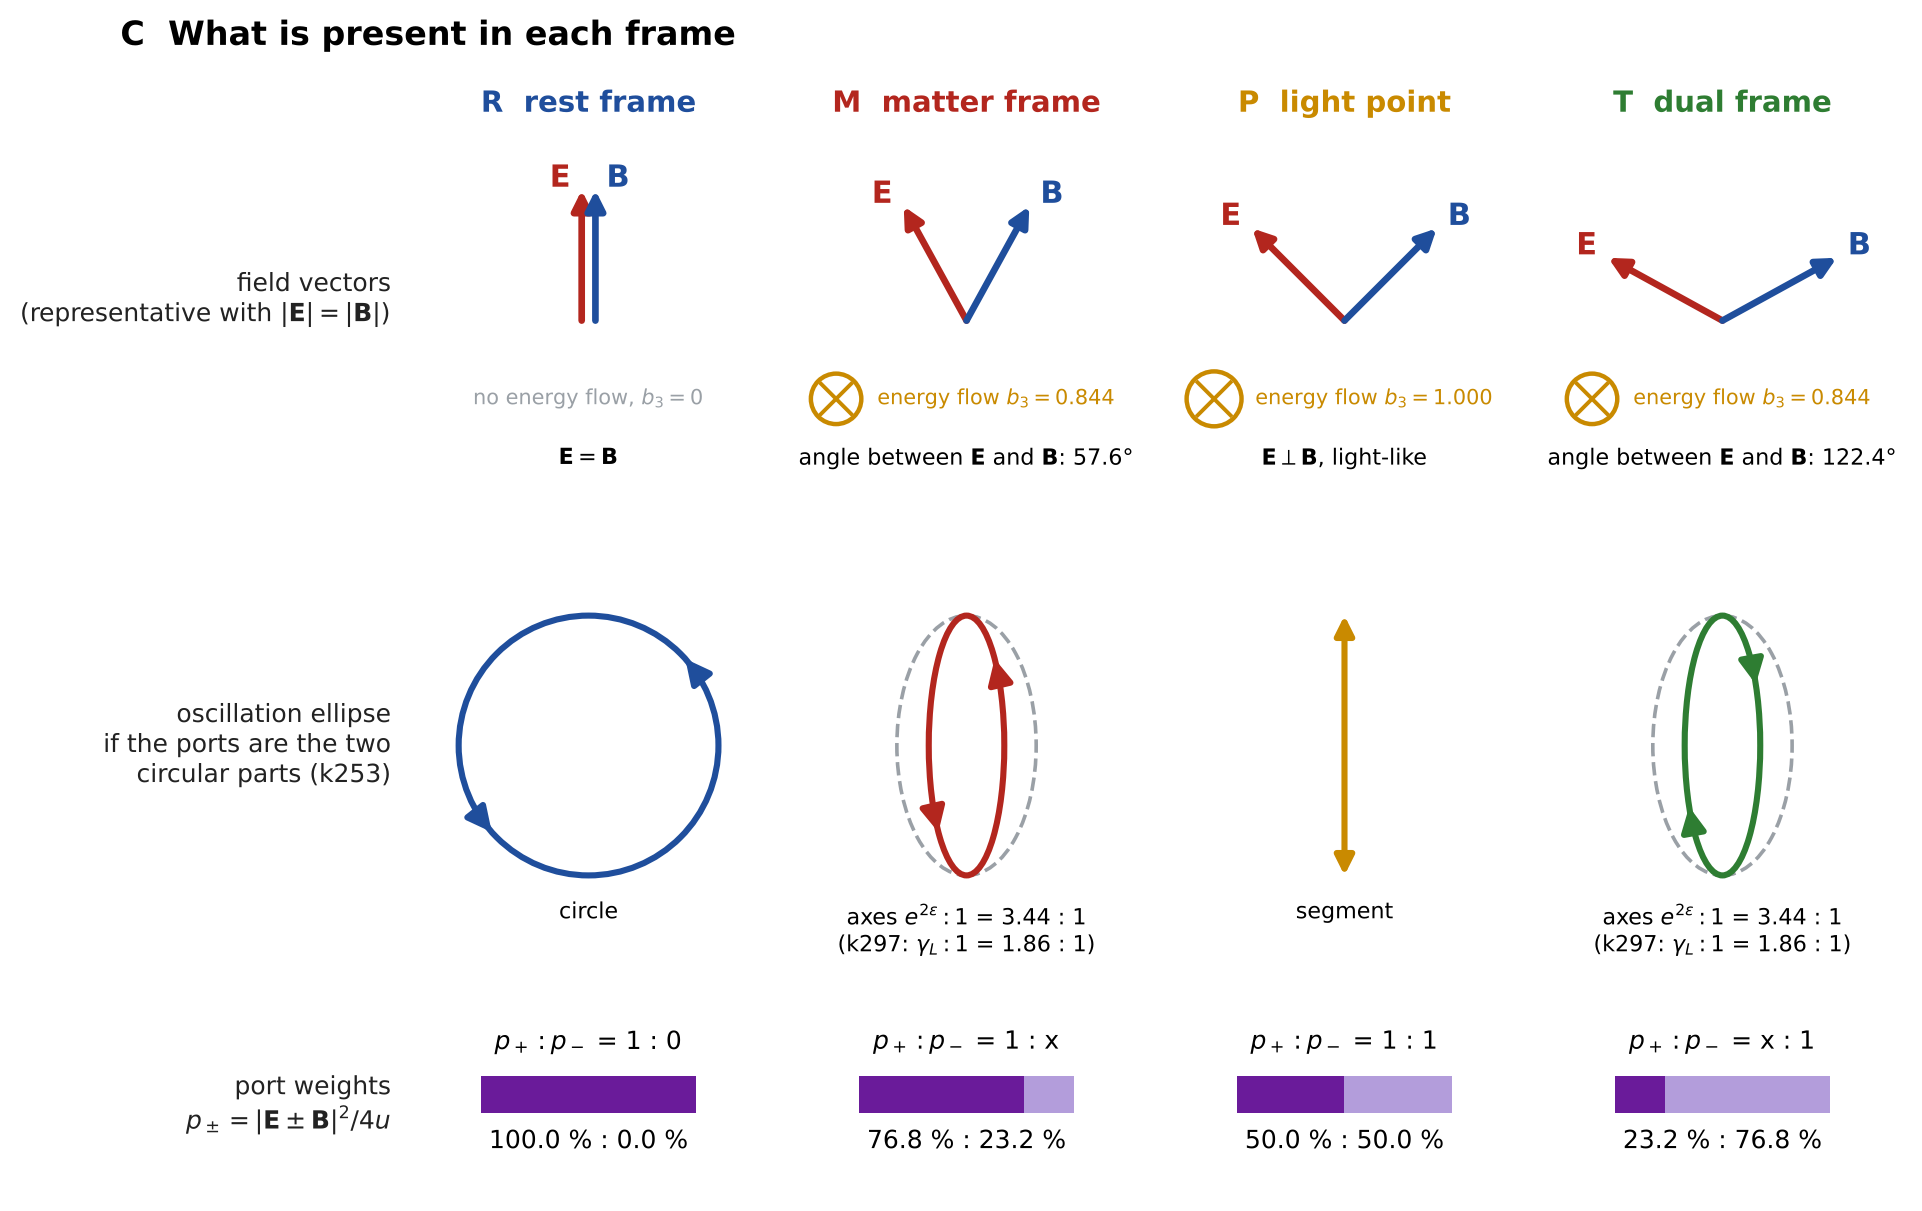 C What is present in each frame
R rest frame
M matter frame
P light point
T dual frame
field vectors
(representative with |E| = |B|)
E B
E B
E B
E B
no energy flow, b₃ = 0
energy flow b₃ = 0.844
energy flow b₃ = 1.000
energy flow b₃ = 0.844
E = B
angle between E and B: 57.6°
E ⊥ B, light-like
angle between E and B: 122.4°
oscillation ellipse
if the ports are the two
circular parts (k253)
circle
axes e²ᵋ : 1 = 3.44 : 1
(k297: γ_L : 1 = 1.86 : 1)
segment
axes e²ᵋ : 1 = 3.44 : 1
(k297: γ_L : 1 = 1.86 : 1)
port weights
p± = |E ± B|²/4u
p₊ : p₋ = 1 : 0
100.0 % : 0.0 %
p₊ : p₋ = 1 : x
76.8 % : 23.2 %
p₊ : p₋ = 1 : 1
50.0 % : 50.0 %
p₊ : p₋ = x : 1
23.2 % : 76.8 %